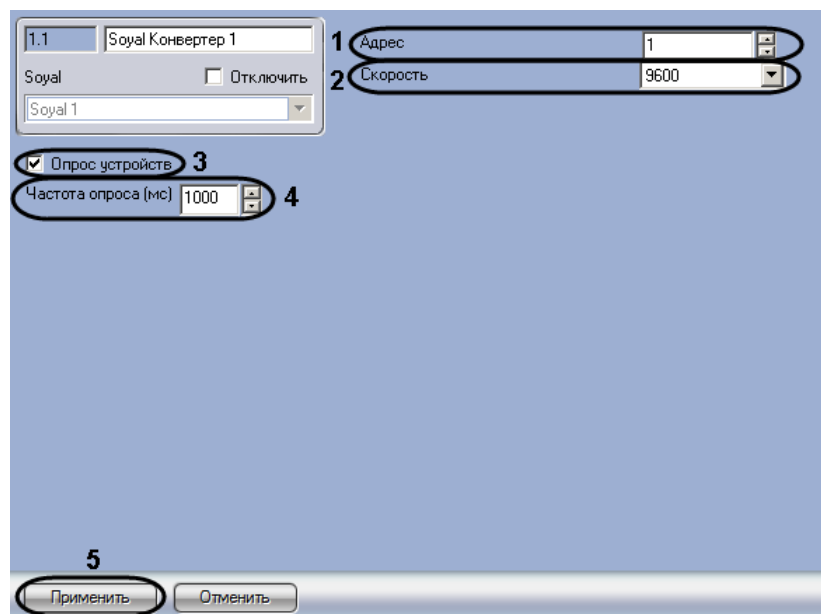 1.1 Soyal Конвертер 1
Soyal Отключить
Soyal 1
1 Адрес 1
2 Скорость 9600
Опрос устройств 3
Частота опроса (мс) 1000 4
5
Применить Отменить